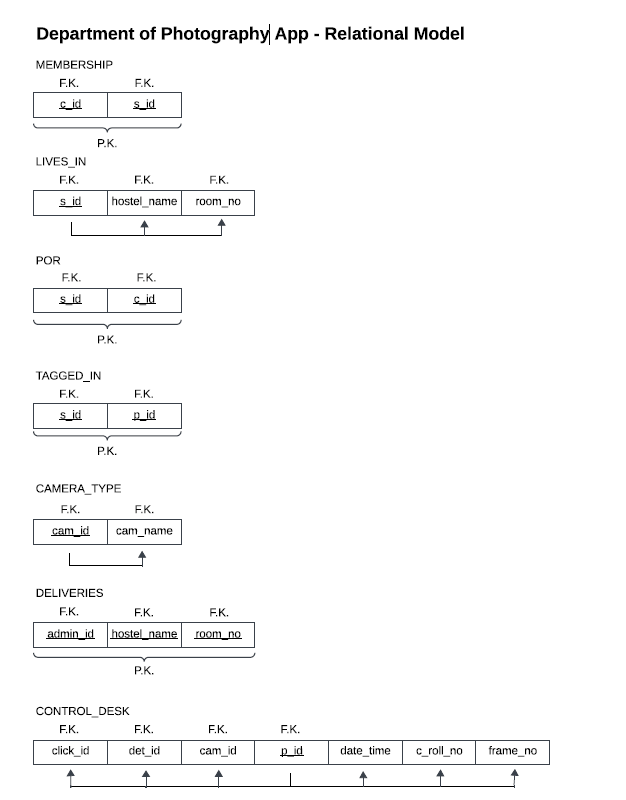 Department of Photography App - Relational Model
MEMBERSHIP
F.K. F.K.
c_id s_id
P.K.
LIVES_IN
F.K. F.K. F.K.
s_id hostel_name room_no
POR
F.K. F.K.
s_id c_id
P.K.
TAGGED_IN
F.K. F.K.
s_id p_id
P.K.
CAMERA_TYPE
F.K. F.K.
cam_id cam_name
DELIVERIES
F.K. F.K. F.K.
admin_id hostel_name room_no
P.K.
CONTROL_DESK
F.K. F.K. F.K. F.K.
click_id det_id cam_id p_id date_time c_roll_no frame_no